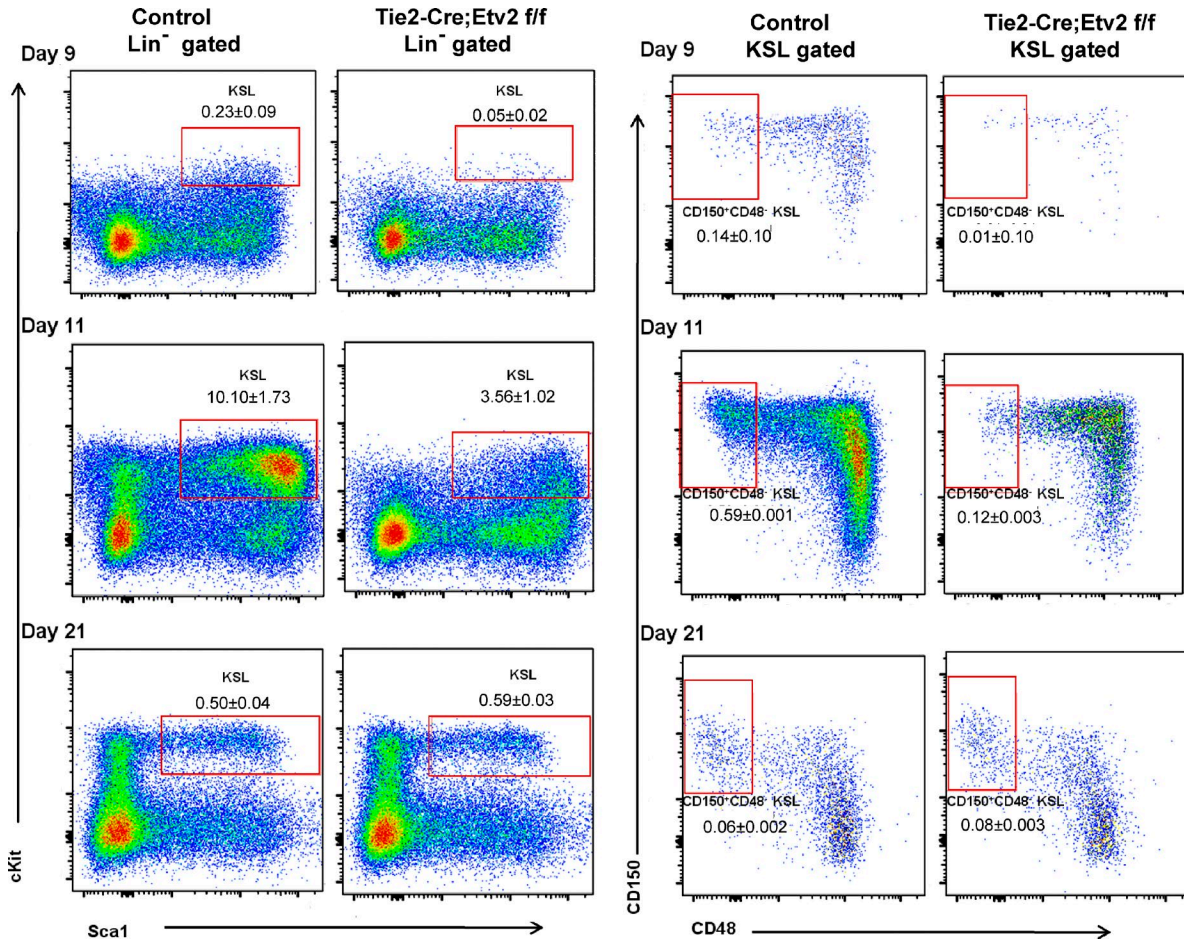 Control
Lin⁻ gated
Tie2-Cre;Etv2 f/f
Lin⁻ gated
Control
KSL gated
Tie2-Cre;Etv2 f/f
KSL gated
Day 9
KSL
0.23±0.09
KSL
0.05±0.02
Day 9
CD150⁺CD48⁻ KSL
0.14±0.10
CD150⁺CD48⁻ KSL
0.01±0.10
Day 11
KSL
10.10±1.73
KSL
3.56±1.02
Day 11
CD150⁺CD48⁻ KSL
0.59±0.001
CD150⁺CD48⁻ KSL
0.12±0.003
Day 21
KSL
0.50±0.04
KSL
0.59±0.03
Day 21
CD150⁺CD48⁻ KSL
0.06±0.002
CD150⁺CD48⁻ KSL
0.08±0.003
cKit
Sca1
CD150
CD48